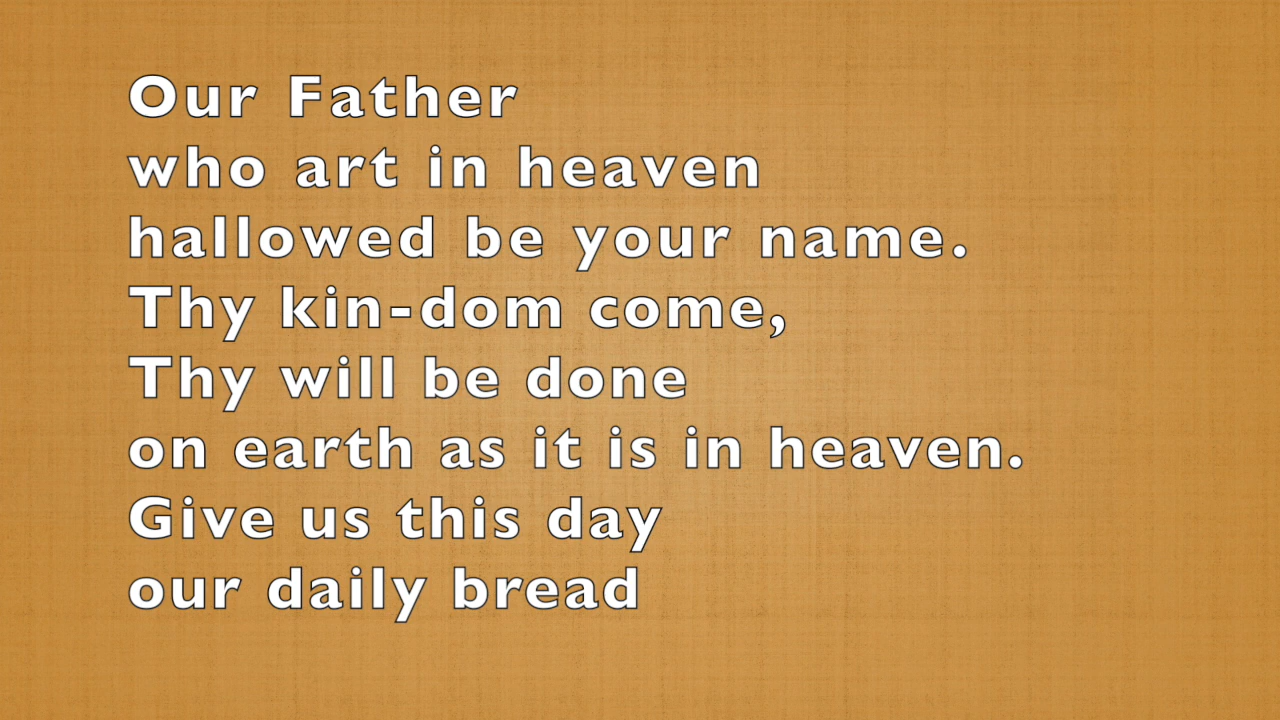 Our Father
who art in heaven
hallowed be your name.
Thy kin-dom come,
Thy will be done
on earth as it is in heaven.
Give us this day
our daily bread